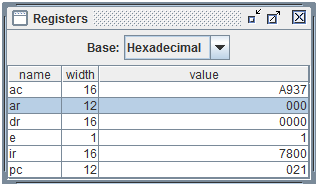 Registers
Base: Hexadecimal
name width value
ac 16 A937
ar 12 000
dr 16 0000
e 1 1
ir 16 7800
pc 12 021